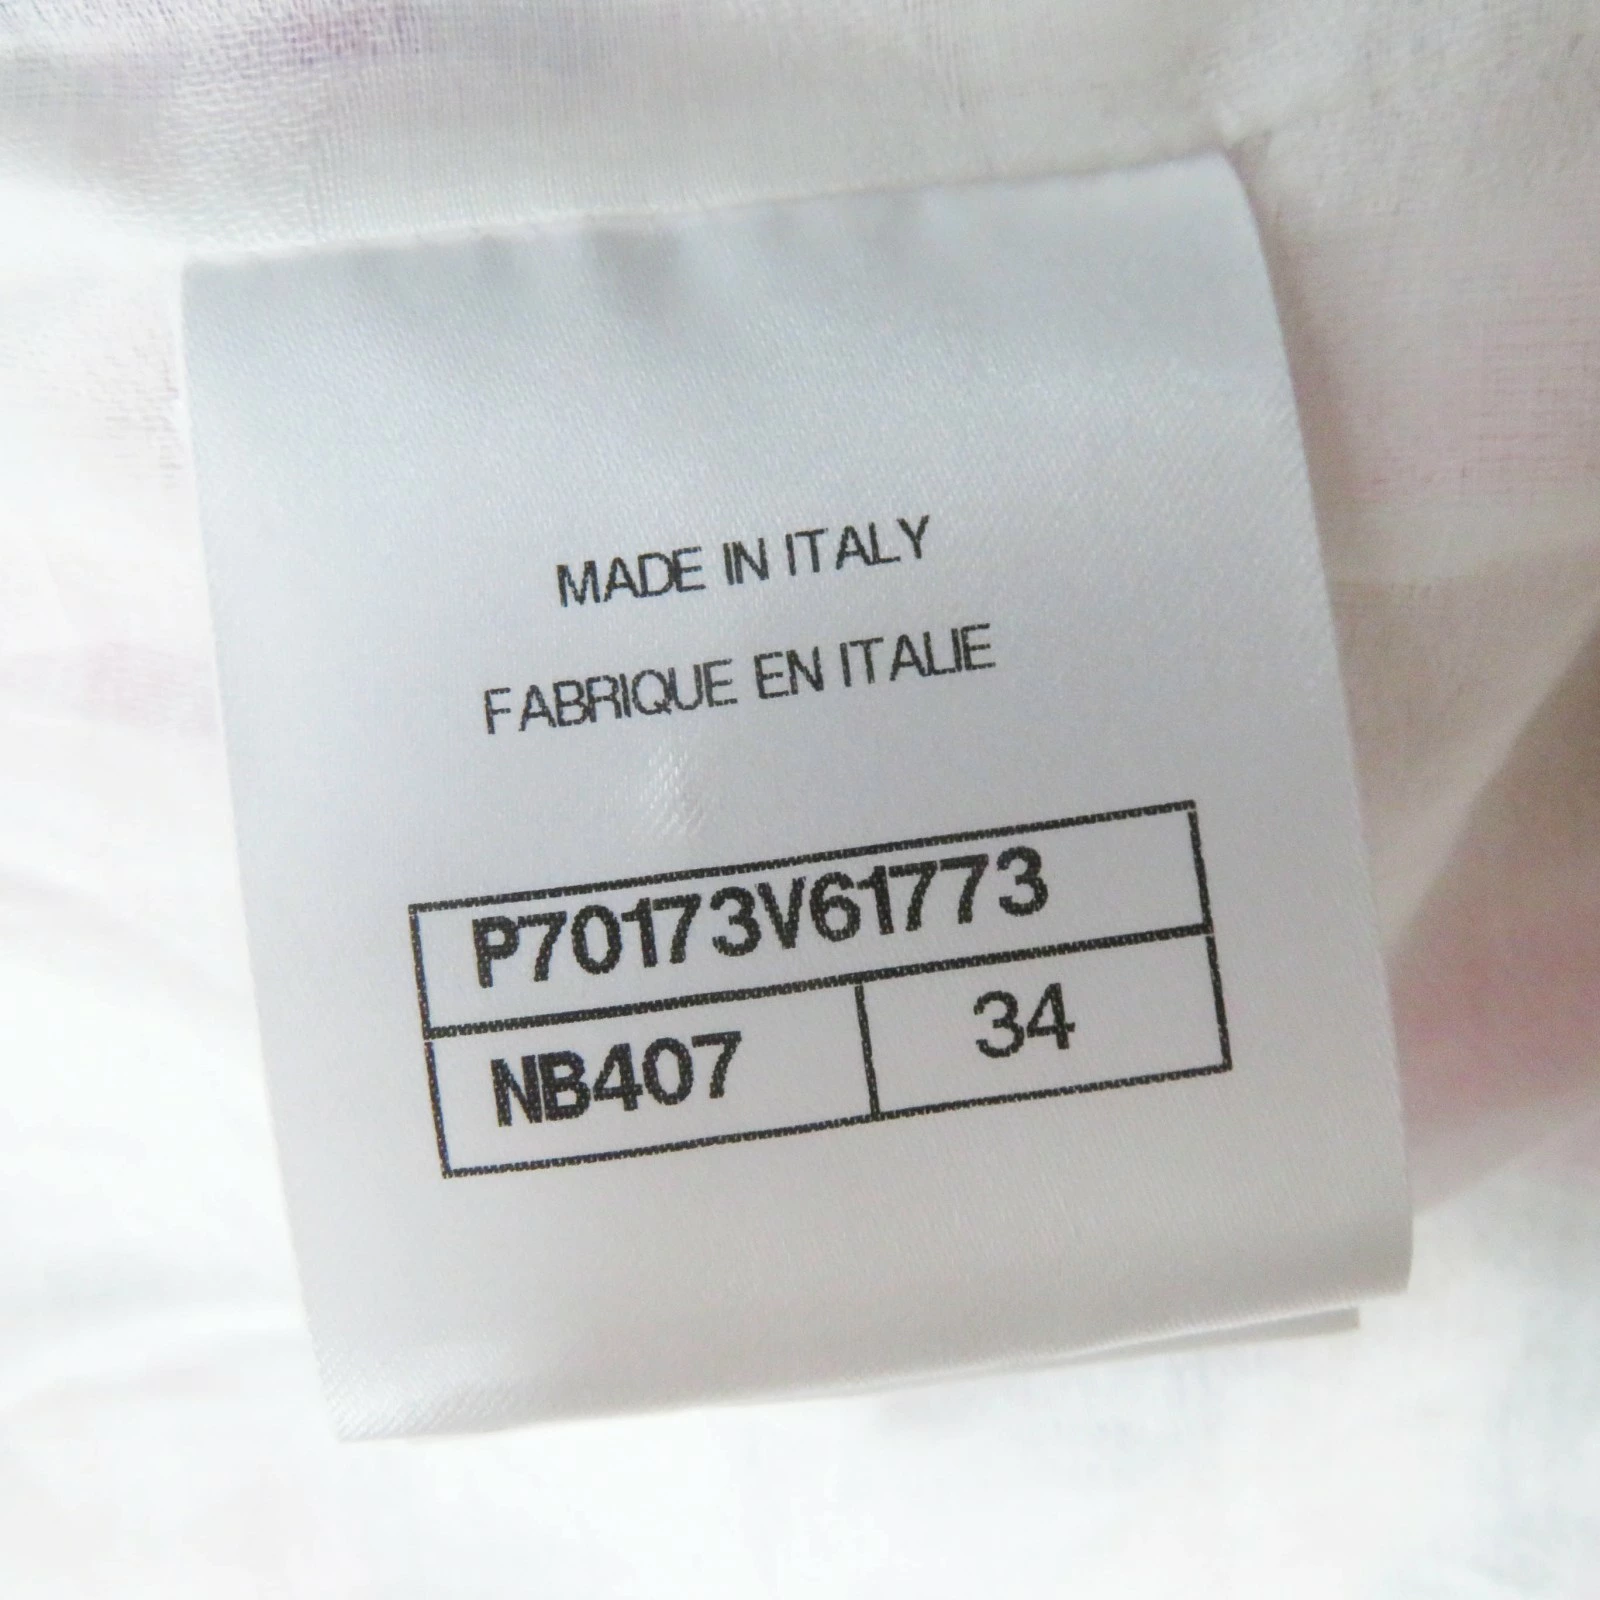 MADE IN ITALY
FABRIQUE EN ITALIE
P70173V61773
NB407 34